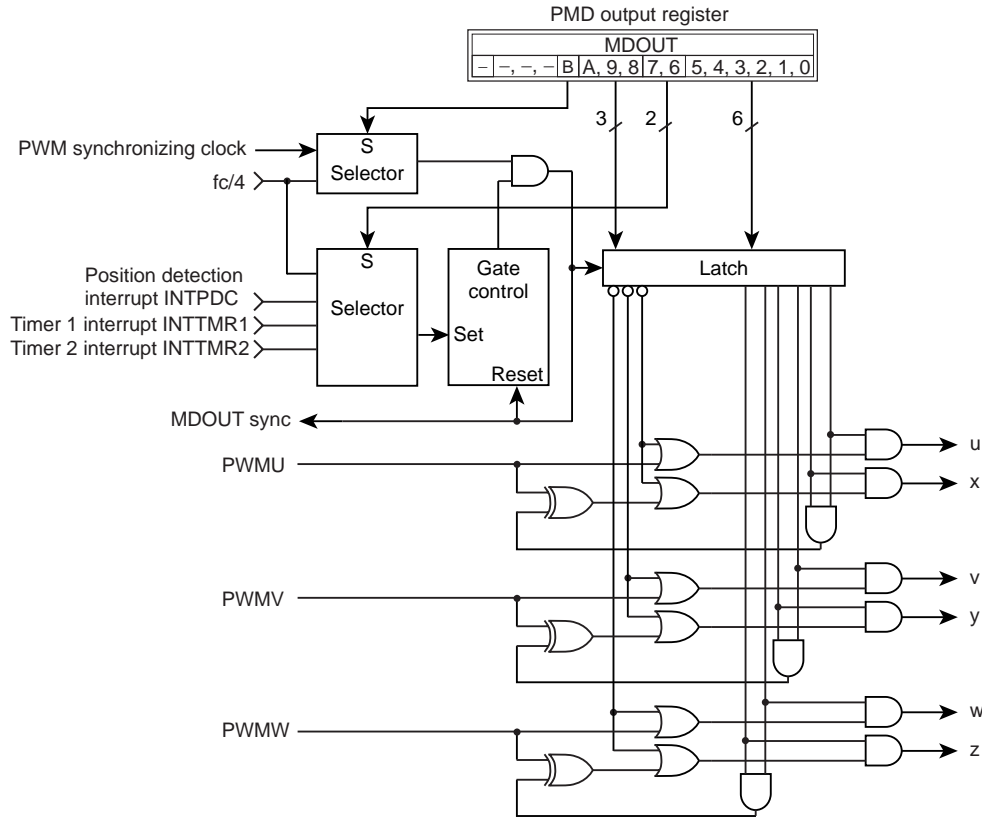 PMD output register
MDOUT
– –, –, – B A, 9, 8 7, 6 5, 4, 3, 2, 1, 0
3 2 6
PWM synchronizing clock
S
Selector
fc/4
S
Selector
Gate
control
Set
Reset
Latch
Position detection
interrupt INTPDC
Timer 1 interrupt INTTMR1
Timer 2 interrupt INTTMR2
MDOUT sync
PWMU
u
x
PWMV
v
y
PWMW
w
z